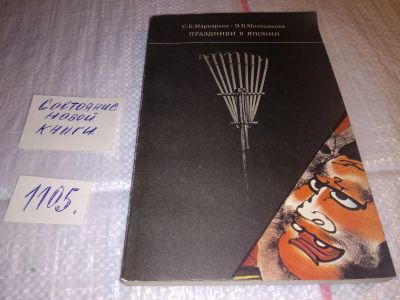 С.Б.Маркарьян · Э.В.Молодякова
ПРАЗДНИКИ В ЯПОНИИ
Состояние
новой
книги
1105.